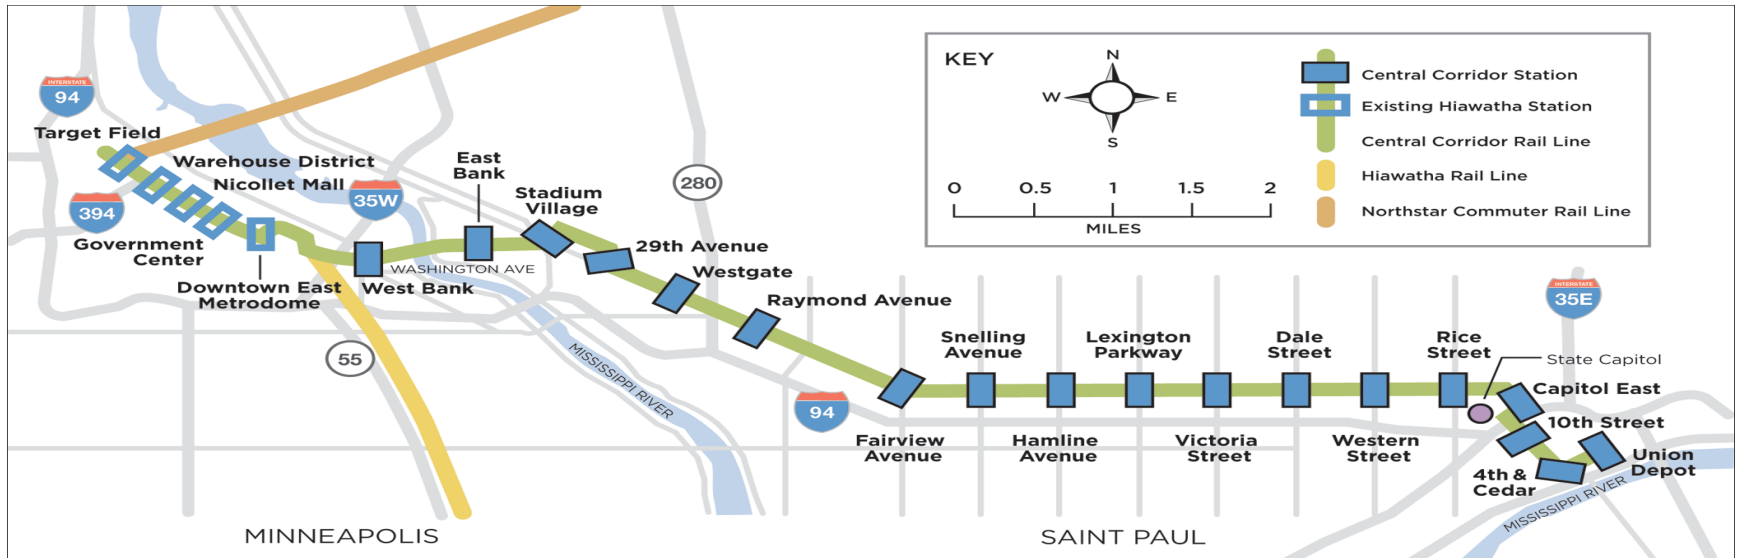 KEY
N
W
E
S
0
0.5
1
1.5
2
MILES
Central Corridor Station
Existing Hiawatha Station
Central Corridor Rail Line
Hiawatha Rail Line
Northstar Commuter Rail Line
INTERSTATE
94
Target Field
Warehouse District
Nicollet Mall
394
35W
Government
Center
Downtown East
Metrodome
West Bank
WASHINGTON AVE
East
Bank
Stadium
Village
280
29th Avenue
Westgate
Raymond Avenue
55
MISSISSIPPI RIVER
94
Fairview
Avenue
Snelling
Avenue
Hamline
Avenue
Lexington
Parkway
Victoria
Street
Dale
Street
Western
Street
Rice
Street
INTERSTATE
35E
State Capitol
Capitol East
10th Street
Union
Depot
4th &
Cedar
MISSISSIPPI RIVER
MINNEAPOLIS
SAINT PAUL